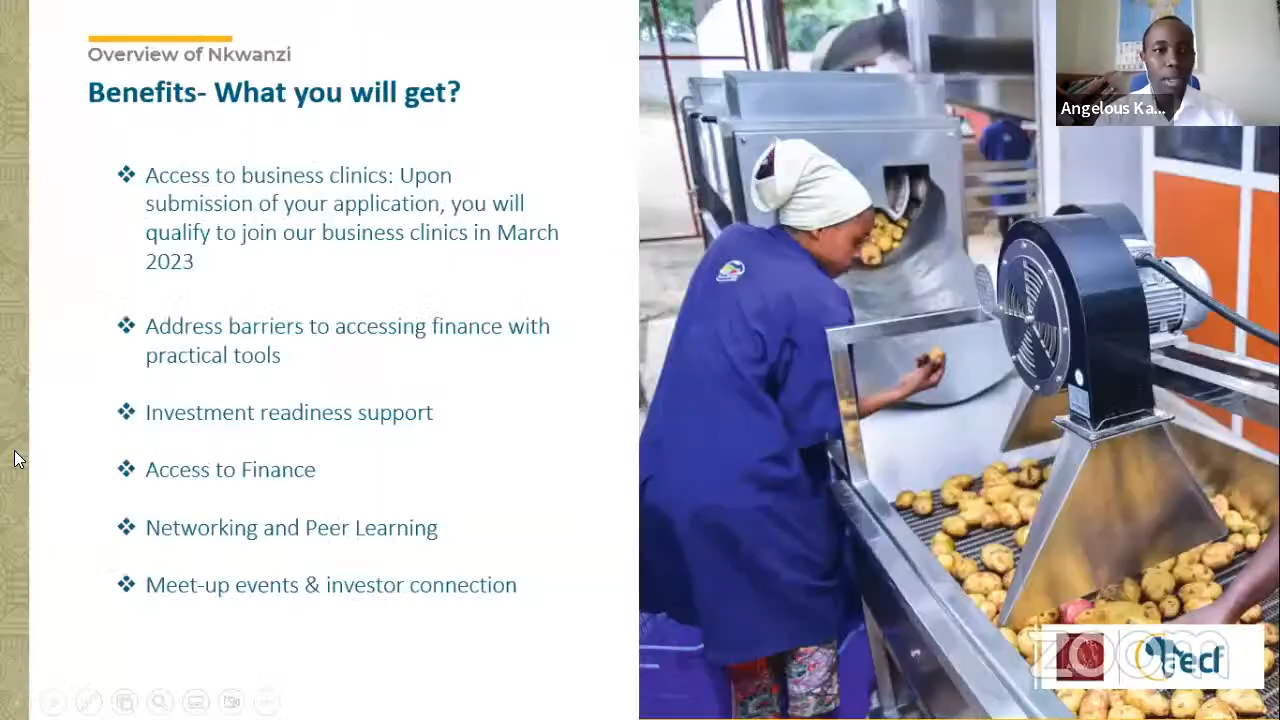 Overview of Nkwanzi
Benefits- What you will get?
❖ Access to business clinics: Upon
submission of your application, you will
qualify to join our business clinics in March
2023
❖ Address barriers to accessing finance with
practical tools
❖ Investment readiness support
❖ Access to Finance
❖ Networking and Peer Learning
❖ Meet-up events & investor connection
Angelous Ka...
zoom
aecf